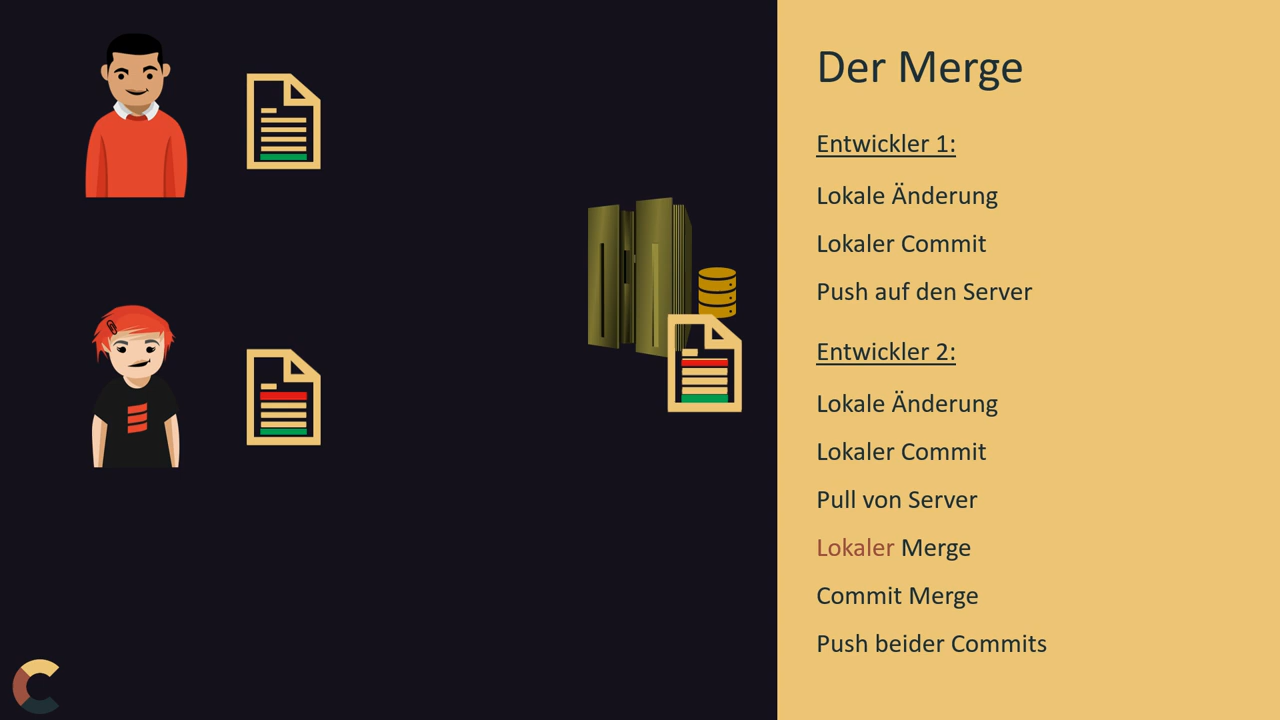 Der Merge
Entwickler 1:
Lokale Änderung
Lokaler Commit
Push auf den Server
Entwickler 2:
Lokale Änderung
Lokaler Commit
Pull von Server
Lokaler Merge
Commit Merge
Push beider Commits